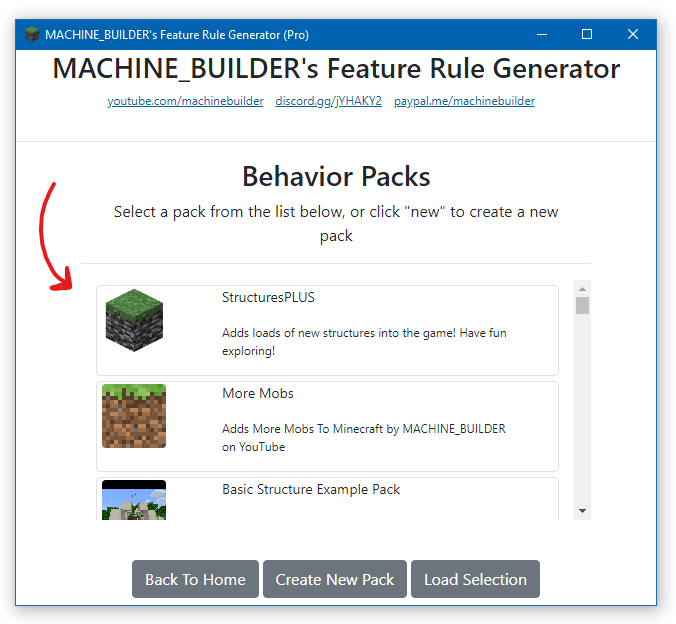 MACHINE_BUILDER's Feature Rule Generator (Pro)
MACHINE_BUILDER's Feature Rule Generator
youtube.com/machinebuilder discord.gg/jYHAKY2 paypal.me/machinebuilder
Behavior Packs
Select a pack from the list below, or click "new" to create a new
pack
StructuresPLUS
Adds loads of new structures into the game! Have fun
exploring!
More Mobs
Adds More Mobs To Minecraft by MACHINE_BUILDER
on YouTube
Basic Structure Example Pack
Back To Home Create New Pack Load Selection